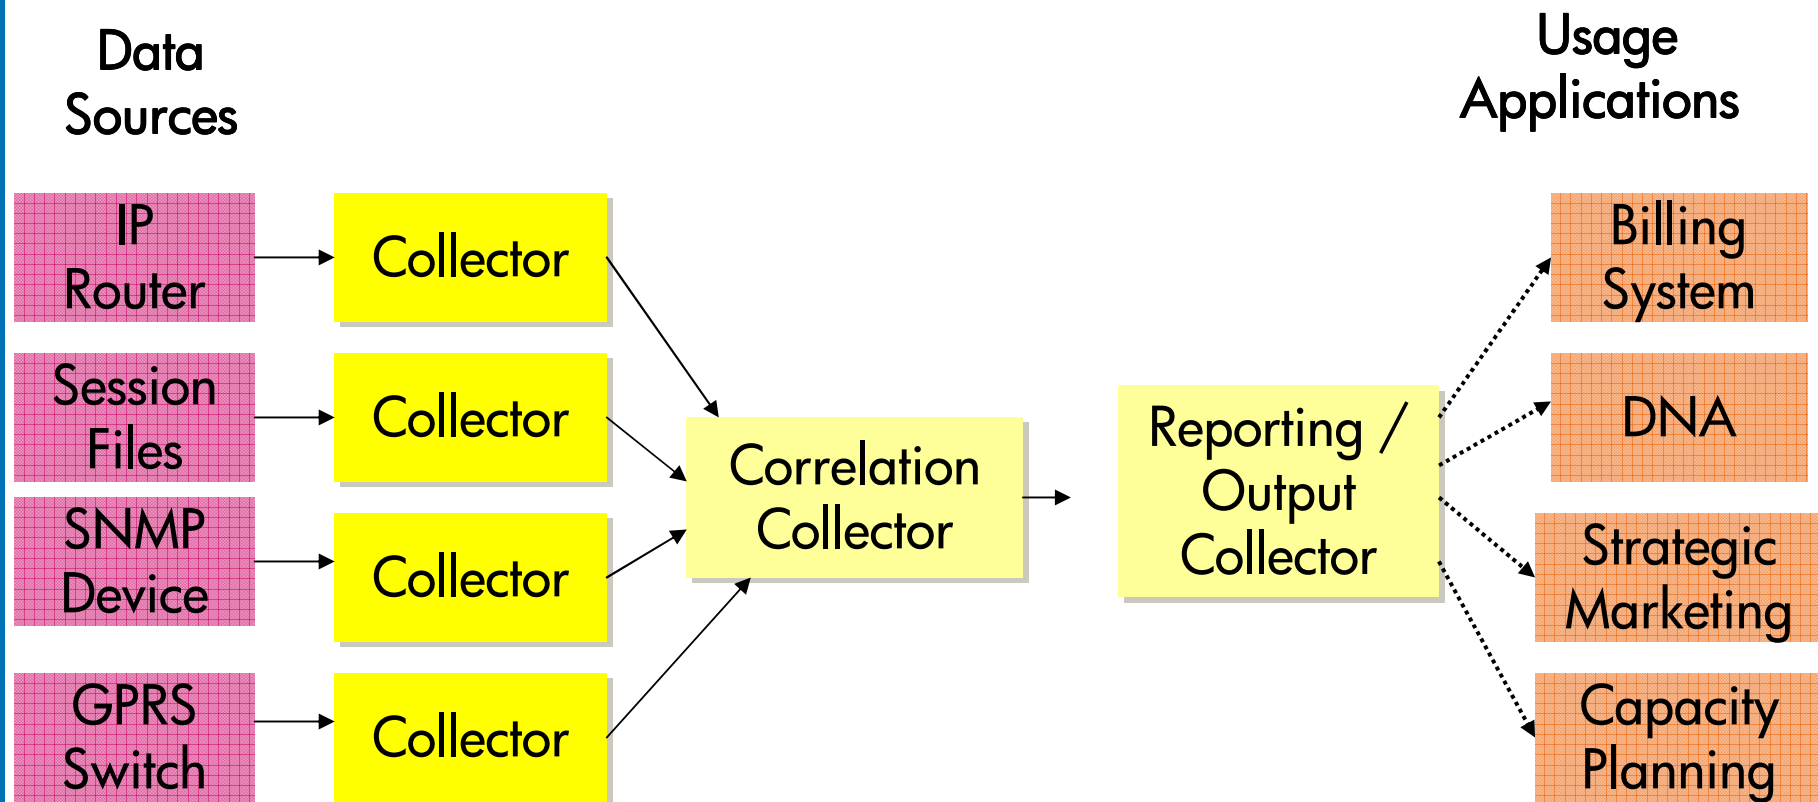 Data
Sources
Usage
Applications
IP
Router
Collector
Billing
System
Session
Files
Collector
DNA
SNMP
Device
Collector
Correlation
Collector
Reporting /
Output
Collector
Strategic
Marketing
GPRS
Switch
Collector
Capacity
Planning